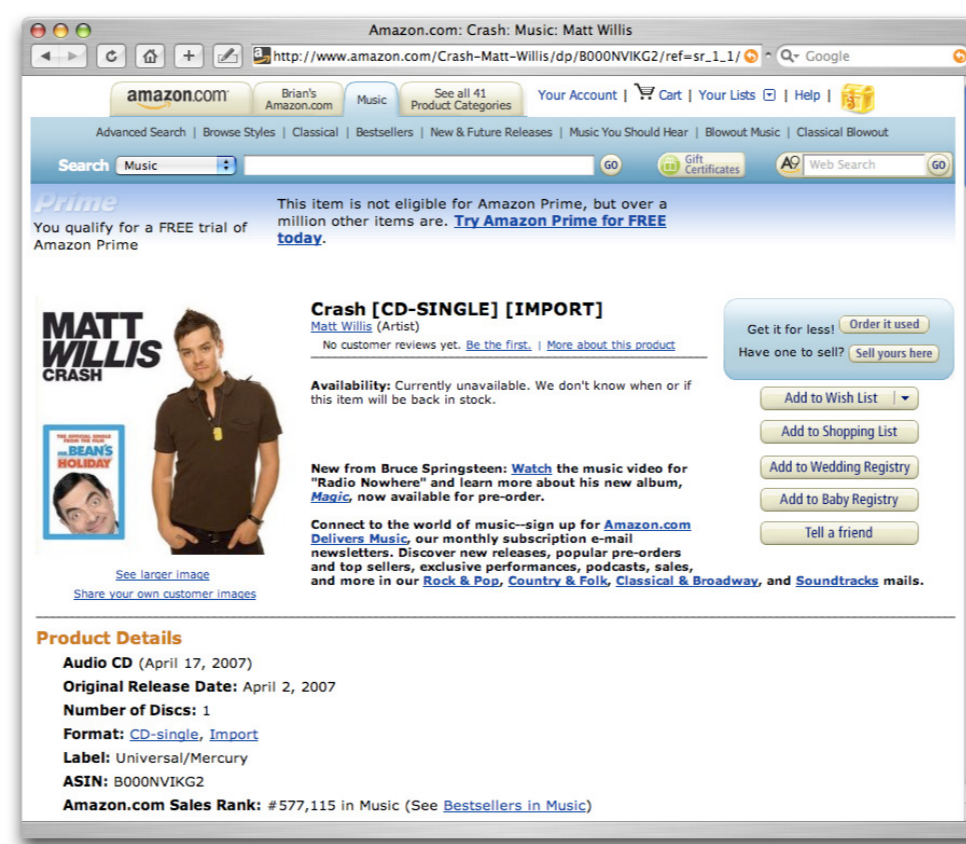 Amazon.com: Crash: Music: Matt Willis
http://www.amazon.com/Crash-Matt-Willis/dp/B000NVIKG2/ref=sr_1_1/
Google
amazon.com
Brian's
Amazon.com
Music
See all 41
Product Categories
Your Account | Cart | Your Lists | Help |
Advanced Search | Browse Styles | Classical | Bestsellers | New & Future Releases | Music You Should Hear | Blowout Music | Classical Blowout
Search Music GO
Gift
Certificates
A9 Web Search GO
Prime
You qualify for a FREE trial of
Amazon Prime
This item is not eligible for Amazon Prime, but over a
million other items are. Try Amazon Prime for FREE
today.
MATT
WILLIS
CRASH
THE OFFICIAL SINGLE
FROM THE FILM
MR.BEAN'S
HOLIDAY
See larger image
Share your own customer images
Crash [CD-SINGLE] [IMPORT]
Matt Willis (Artist)
No customer reviews yet. Be the first. | More about this product
Availability: Currently unavailable. We don't know when or if
this item will be back in stock.
New from Bruce Springsteen: Watch the music video for
"Radio Nowhere" and learn more about his new album,
Magic, now available for pre-order.
Connect to the world of music--sign up for Amazon.com
Delivers Music, our monthly subscription e-mail
newsletters. Discover new releases, popular pre-orders
and top sellers, exclusive performances, podcasts, sales,
and more in our Rock & Pop, Country & Folk, Classical & Broadway, and Soundtracks mails.
Get it for less! Order it used
Have one to sell? Sell yours here
Add to Wish List
Add to Shopping List
Add to Wedding Registry
Add to Baby Registry
Tell a friend
Product Details
Audio CD (April 17, 2007)
Original Release Date: April 2, 2007
Number of Discs: 1
Format: CD-single, Import
Label: Universal/Mercury
ASIN: B000NVIKG2
Amazon.com Sales Rank: #577,115 in Music (See Bestsellers in Music)